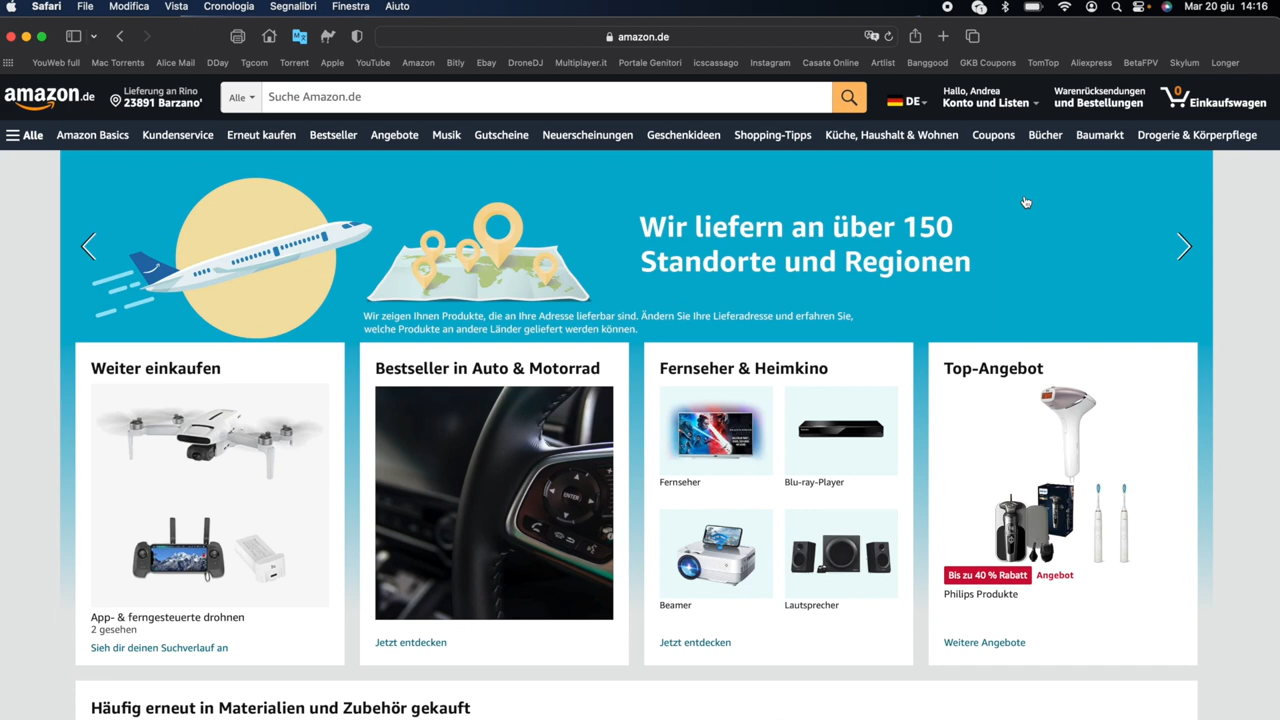 Safari File Modifica Vista Cronologia Segnalibri Finestra Aiuto Mar 20 giu 14:16
amazon.de
YouWeb full Mac Torrents Alice Mail DDay Tgcom Torrent Apple YouTube Amazon Bitly Ebay DroneDJ Multiplayer.it Portale Genitori icscassago Instagram Casate Online Artlist Banggood GKB Coupons TomTop Aliexpress BetaFPV Skylum Longer
amazon.de
Lieferung an Rino
23891 Barzano'
Alle
Suche Amazon.de
DE
Hallo, Andrea
Konto und Listen
Warenrücksendungen
und Bestellungen
0
Einkaufswagen
Alle Amazon Basics Kundenservice Erneut kaufen Bestseller Angebote Musik Gutscheine Neuerscheinungen Geschenkideen Shopping-Tipps Küche, Haushalt & Wohnen Coupons Bücher Baumarkt Drogerie & Körperpflege
Wir liefern an über 150
Standorte und Regionen
Wir zeigen Ihnen Produkte, die an Ihre Adresse lieferbar sind. Ändern Sie Ihre Lieferadresse und erfahren Sie,
welche Produkte an andere Länder geliefert werden können.
Weiter einkaufen
App- & ferngesteuerte drohnen
2 gesehen
Sieh dir deinen Suchverlauf an
Bestseller in Auto & Motorrad
ENTER
Jetzt entdecken
Fernseher & Heimkino
Fernseher
Blu-ray-Player
Beamer
Lautsprecher
Jetzt entdecken
Top-Angebot
Bis zu 40 % Rabatt Angebot
Philips Produkte
Weitere Angebote
Häufig erneut in Materialien und Zubehör gekauft